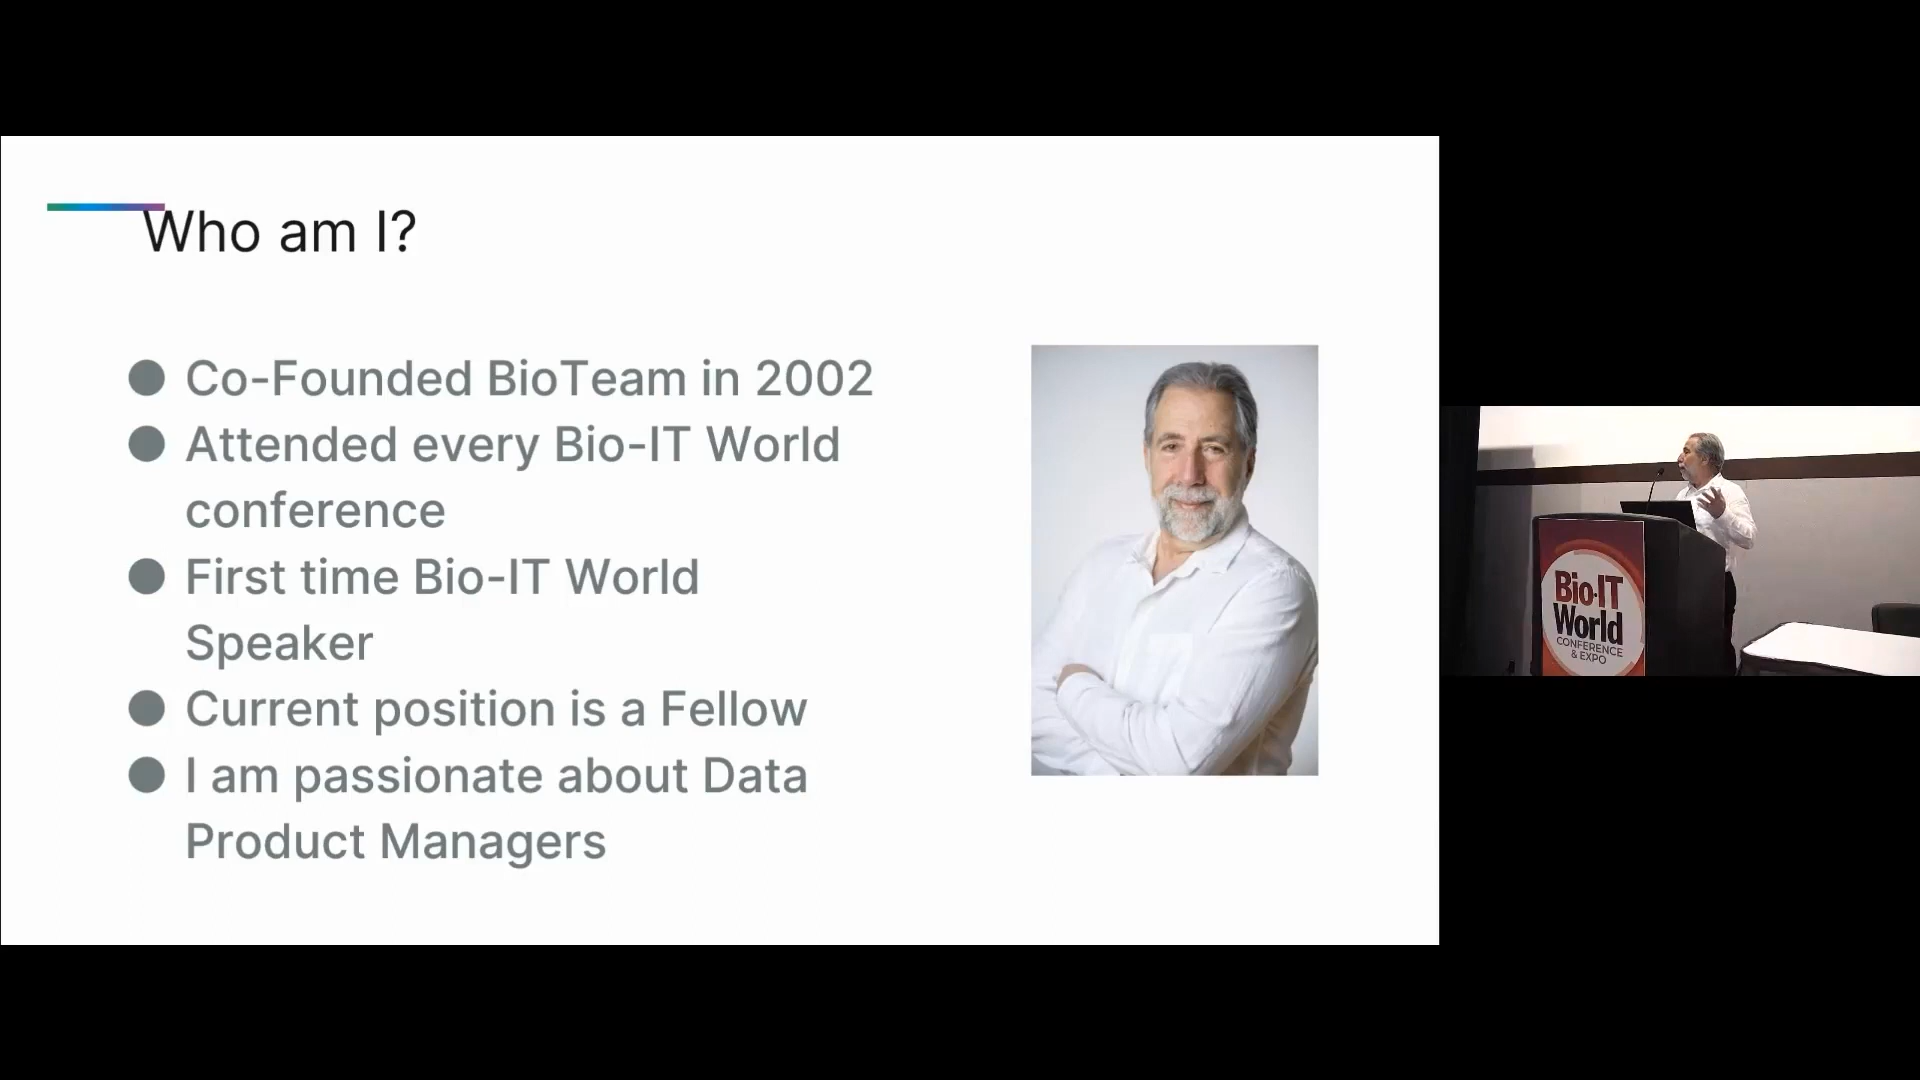 Who am I?
● Co-Founded BioTeam in 2002
● Attended every Bio-IT World
conference
● First time Bio-IT World
Speaker
● Current position is a Fellow
● I am passionate about Data
Product Managers
Bio-IT
World
CONFERENCE
& EXPO